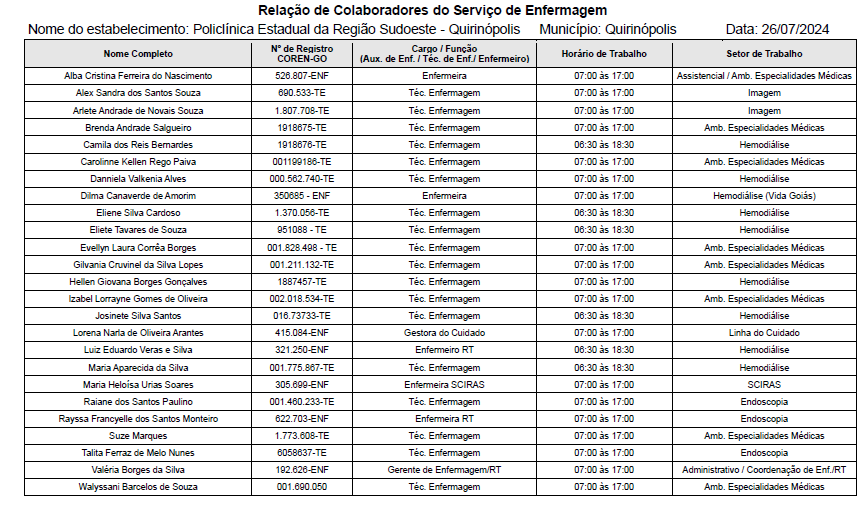 Relação de Colaboradores do Serviço de Enfermagem
Nome do estabelecimento: Policlínica Estadual da Região Sudoeste - Quirinópolis Município: Quirinópolis Data: 26/07/2024
Nome Completo Nº de Registro COREN-GO Cargo / Função (Aux. de Enf. / Téc. de Enf./ Enfermeiro) Horário de Trabalho Setor de Trabalho
Alba Cristina Ferreira do Nascimento 526.807-ENF Enfermeira 07:00 às 17:00 Assistencial / Amb. Especialidades Médicas
Alex Sandra dos Santos Souza 690.533-TE Téc. Enfermagem 07:00 às 17:00 Imagem
Arlete Andrade de Novais Souza 1.807.708-TE Téc. Enfermagem 07:00 às 17:00 Imagem
Brenda Andrade Salgueiro 1918675-TE Téc. Enfermagem 07:00 às 17:00 Amb. Especialidades Médicas
Camila dos Reis Bernardes 1918676-TE Téc. Enfermagem 06:30 às 18:30 Hemodiálise
Carolinne Kellen Rego Paiva 001199186-TE Téc. Enfermagem 07:00 às 17:00 Amb. Especialidades Médicas
Danniela Valkenia Alves 000.562.740-TE Téc. Enfermagem 07:00 às 17:00 Hemodiálise
Dilma Canaverde de Amorim 350685 - ENF Enfermeira 07:00 às 17:00 Hemodiálise (Vida Goiás)
Eliene Silva Cardoso 1.370.056-TE Téc. Enfermagem 06:30 às 18:30 Hemodiálise
Eliete Tavares de Souza 951088 - TE Téc. Enfermagem 06:30 às 18:30 Hemodiálise
Evellyn Laura Corrêa Borges 001.828.498 - TE Téc. Enfermagem 07:00 às 17:00 Amb. Especialidades Médicas
Gilvania Cruvinel da Silva Lopes 001.211.132-TE Téc. Enfermagem 07:00 às 17:00 Amb. Especialidades Médicas
Hellen Giovana Borges Gonçalves 1887457-TE Téc. Enfermagem 07:00 às 17:00 Hemodiálise
Izabel Lorrayne Gomes de Oliveira 002.018.534-TE Téc. Enfermagem 07:00 às 17:00 Amb. Especialidades Médicas
Josinete Silva Santos 016.73733-TE Téc. Enfermagem 06:30 às 18:30 Hemodiálise
Lorena Narla de Oliveira Arantes 415.084-ENF Gestora do Cuidado 07:00 às 17:00 Linha do Cuidado
Luiz Eduardo Veras e Silva 321.250-ENF Enfermeiro RT 06:30 às 18:30 Hemodiálise
Maria Aparecida da Silva 001.775.867-TE Téc. Enfermagem 06:30 às 18:30 Hemodiálise
Maria Heloísa Urias Soares 305.699-ENF Enfermeira SCIRAS 07:00 às 17:00 SCIRAS
Raiane dos Santos Paulino 001.460.233-TE Téc. Enfermagem 07:00 às 17:00 Endoscopia
Rayssa Francyelle dos Santos Monteiro 622.703-ENF Enfermeira RT 07:00 às 17:00 Endoscopia
Suze Marques 1.773.608-TE Téc. Enfermagem 07:00 às 17:00 Amb. Especialidades Médicas
Talita Ferraz de Melo Nunes 6058637-TE Téc. Enfermagem 07:00 às 17:00 Endoscopia
Valéria Borges da Silva 192.626-ENF Gerente de Enfermagem/RT 07:00 às 17:00 Administrativo / Coordenação de Enf./RT
Walyssani Barcelos de Souza 001.690.050 Téc. Enfermagem 07:00 às 17:00 Amb. Especialidades Médicas